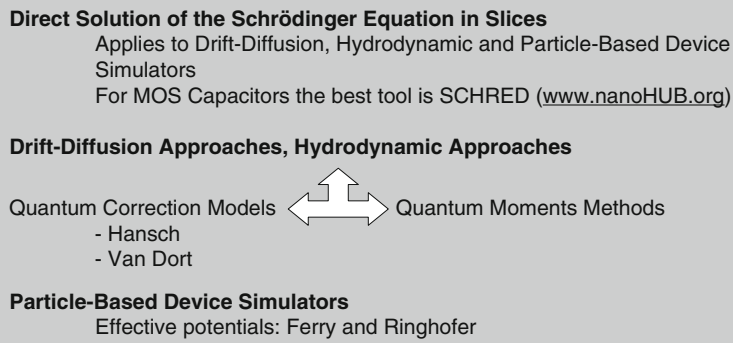 Direct Solution of the Schrödinger Equation in Slices
Applies to Drift-Diffusion, Hydrodynamic and Particle-Based Device
Simulators
For MOS Capacitors the best tool is SCHRED (www.nanoHUB.org)
Drift-Diffusion Approaches, Hydrodynamic Approaches
Quantum Correction Models Quantum Moments Methods
- Hansch
- Van Dort
Particle-Based Device Simulators
Effective potentials: Ferry and Ringhofer